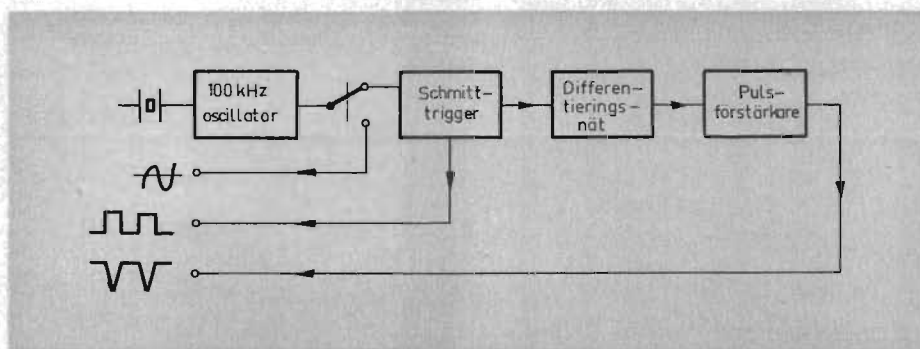 100 kHz
oscillator
Schmitt-
trigger
Differen-
tierings-
nät
Puls-
förstärkare